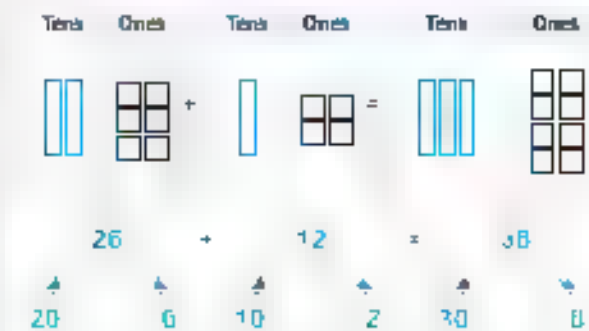 Tens Ones Tens Ones Tens Ones
+ =
26 + 12 = 38
20 6 10 2 30 8